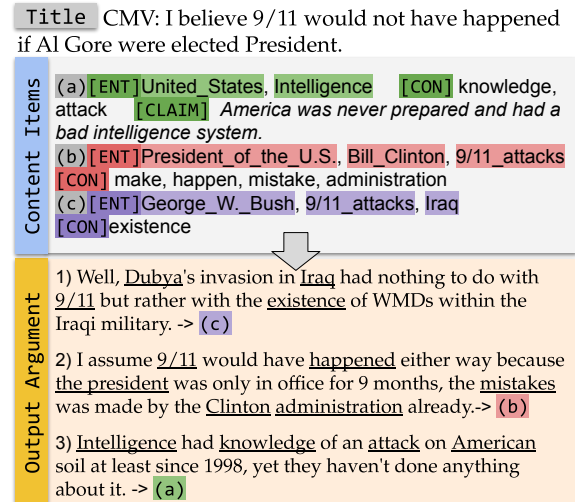 Title CMV: I believe 9/11 would not have happened
if Al Gore were elected President.
Content Items
(a)[ENT]United_States, Intelligence [CON] knowledge,
attack [CLAIM] America was never prepared and had a
bad intelligence system.
(b)[ENT]President_of_the_U.S., Bill_Clinton, 9/11_attacks
[CON] make, happen, mistake, administration
(c)[ENT]George_W._Bush, 9/11_attacks, Iraq
[CON]existence
Output Argument
1) Well, Dubya's invasion in Iraq had nothing to do with
9/11 but rather with the existence of WMDs within the
Iraqi military. -> (c)
2) I assume 9/11 would have happened either way because
the president was only in office for 9 months, the mistakes
was made by the Clinton administration already.-> (b)
3) Intelligence had knowledge of an attack on American
soil at least since 1998, yet they haven't done anything
about it. -> (a)